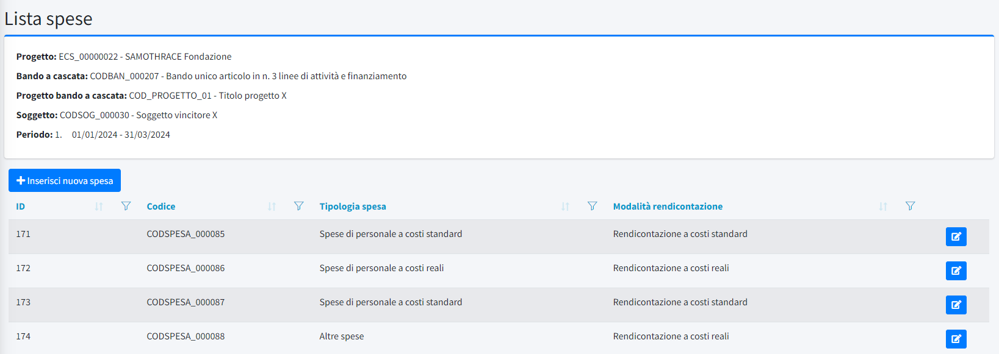 Lista spese
Progetto: ECS_00000022 - SAMOTHRACE Fondazione
Bando a cascata: CODBAN_000207 - Bando unico articolo in n. 3 linee di attività e finanziamento
Progetto bando a cascata: COD_PROGETTO_01 - Titolo progetto X
Soggetto: CODSOG_000030 - Soggetto vincitore X
Periodo: 1. 01/01/2024 - 31/03/2024
Inserisci nuova spesa
ID Codice Tipologia spesa Modalità rendicontazione
171 CODSPESA_000085 Spese di personale a costi standard Rendicontazione a costi standard
172 CODSPESA_000086 Spese di personale a costi reali Rendicontazione a costi reali
173 CODSPESA_000087 Spese di personale a costi standard Rendicontazione a costi standard
174 CODSPESA_000088 Altre spese Rendicontazione a costi reali